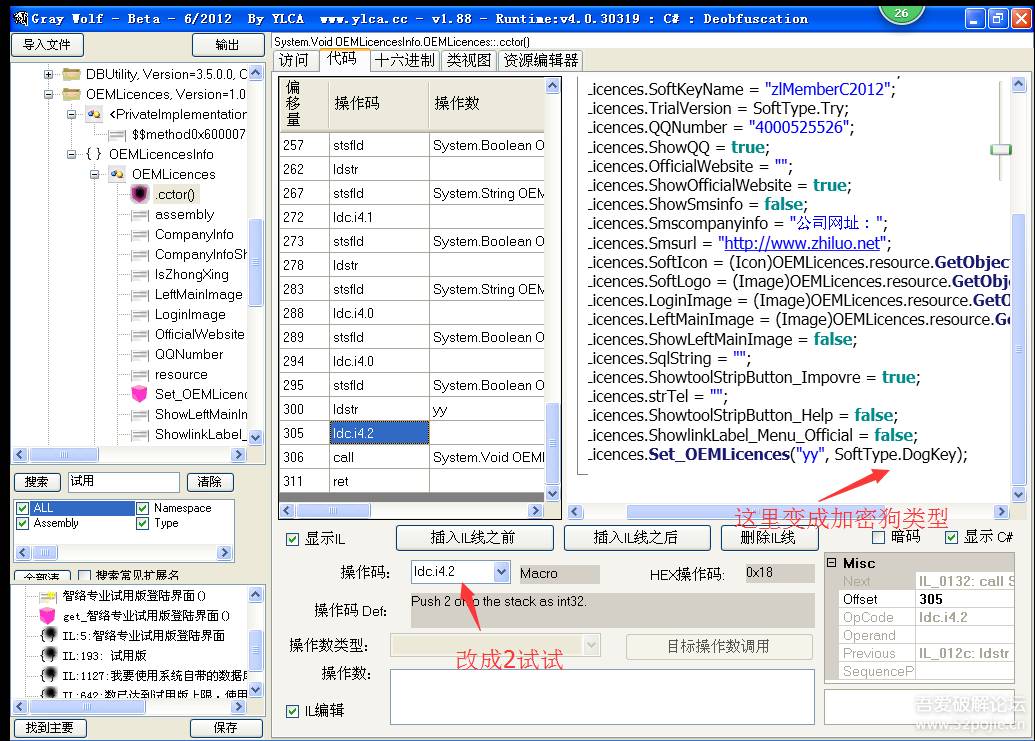 Gray Wolf - Beta - 6/2012 By YLCA www.ylca.cc - v1.88 - Runtime:v4.0.30319 : C# : Deobfuscation
26
导入文件
输出
System.Void OEMLicencesInfo.OEMLicences::.cctor()
访问
代码
十六进制
类视图
资源编辑器
DBUtility, Version=3.5.0.0, C
OEMLicences, Version=1.0
<PrivateImplementation
$$method0x600007
{ } OEMLicencesInfo
OEMLicences
.cctor()
assembly
CompanyInfo
CompanyInfoSh
IsZhongXing
LeftMainImage
LoginImage
OfficialWebsite
QQNumber
resource
Set_OEMLicenc
ShowLeftMainIn
ShowlinkLabel_
偏移量 操作码 操作数
257 stsfld System.Boolean O
262 ldstr
267 stsfld System.String OEM
272 ldc.i4.1
273 stsfld System.Boolean O
278 ldstr
283 stsfld System.String OEM
288 ldc.i4.0
289 stsfld System.Boolean O
294 ldc.i4.0
295 stsfld System.Boolean O
300 ldstr yy
305 ldc.i4.2
306 call System.Void OEMI
311 ret
.icences.SoftKeyName = "zlMemberC2012";
.icences.TrialVersion = SoftType.Try;
.icences.QQNumber = "4000525526";
.icences.ShowQQ = true;
.icences.OfficialWebsite = "";
.icences.ShowOfficialWebsite = true;
.icences.ShowSmsinfo = false;
.icences.Smscompanyinfo = "公司网址：";
.icences.Smsurl = "http://www.zhiluo.net";
.icences.SoftIcon = (Icon)OEMLicences.resource.GetObjec
.icences.SoftLogo = (Image)OEMLicences.resource.GetObj
.icences.LoginImage = (Image)OEMLicences.resource.GetO
.icences.LeftMainImage = (Image)OEMLicences.resource.Ge
.icences.ShowLeftMainImage = false;
.icences.SqlString = "";
.icences.ShowtoolStripButton_Impovre = true;
.icences.strTel = "";
.icences.ShowtoolStripButton_Help = false;
.icences.ShowlinkLabel_Menu_Official = false;
.icences.Set_OEMLicences("yy", SoftType.DogKey);
这里变成加密狗类型
搜索
试用
清除
ALL
Namespace
Assembly
Type
全部清
搜索常见扩展名
智络专业试用版登陆界面()
get_智络专业试用版登陆界面()
IL:5:智络专业试用版登陆界面
IL:193: 试用版
IL:1127:我要使用系统自带的数据库
IL:642:数已达到试用版上限，使用
找到主要
保存
显示IL
插入IL线之前
插入IL线之后
删除IL线
暗码
显示 C#
操作码:
ldc.i4.2
Macro
HEX操作码:
0x18
操作码 Def:
Push 2 onto the stack as int32.
操作数类型:
目标操作数调用
改成2试试
操作数:
IL编辑
Misc
Next IL_0132: call S
Offset 305
OpCode ldc.i4.2
Operand
Previous IL_012c: ldstr
SequenceP
吾爱破解论坛
www.52pojie.cn